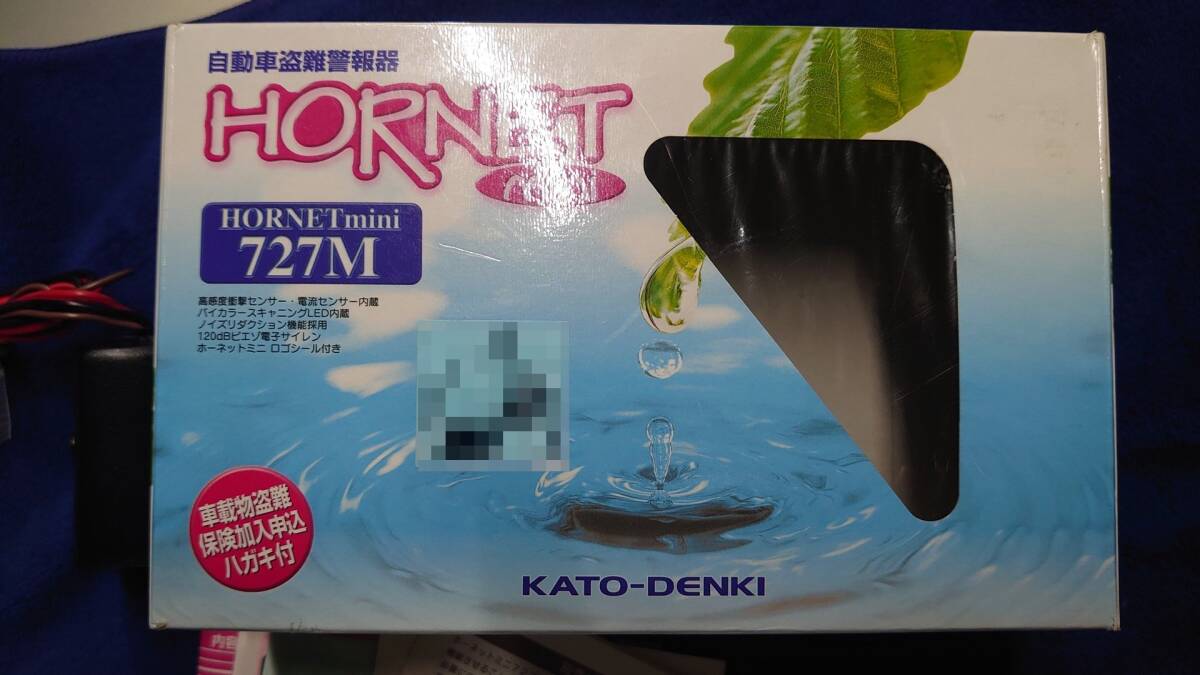 自動車盗難警報器
HORNET
HORNETmini
727M
高感度衝撃センサー・電流センサー内蔵
バイカラースキャニングLED内蔵
ノイズリダクション機能採用
120dBピエゾ電子サイレン
ホーネットミニ ロゴシール付き
車載物盗難
保険加入申込
ハガキ付
KATO-DENKI
内容